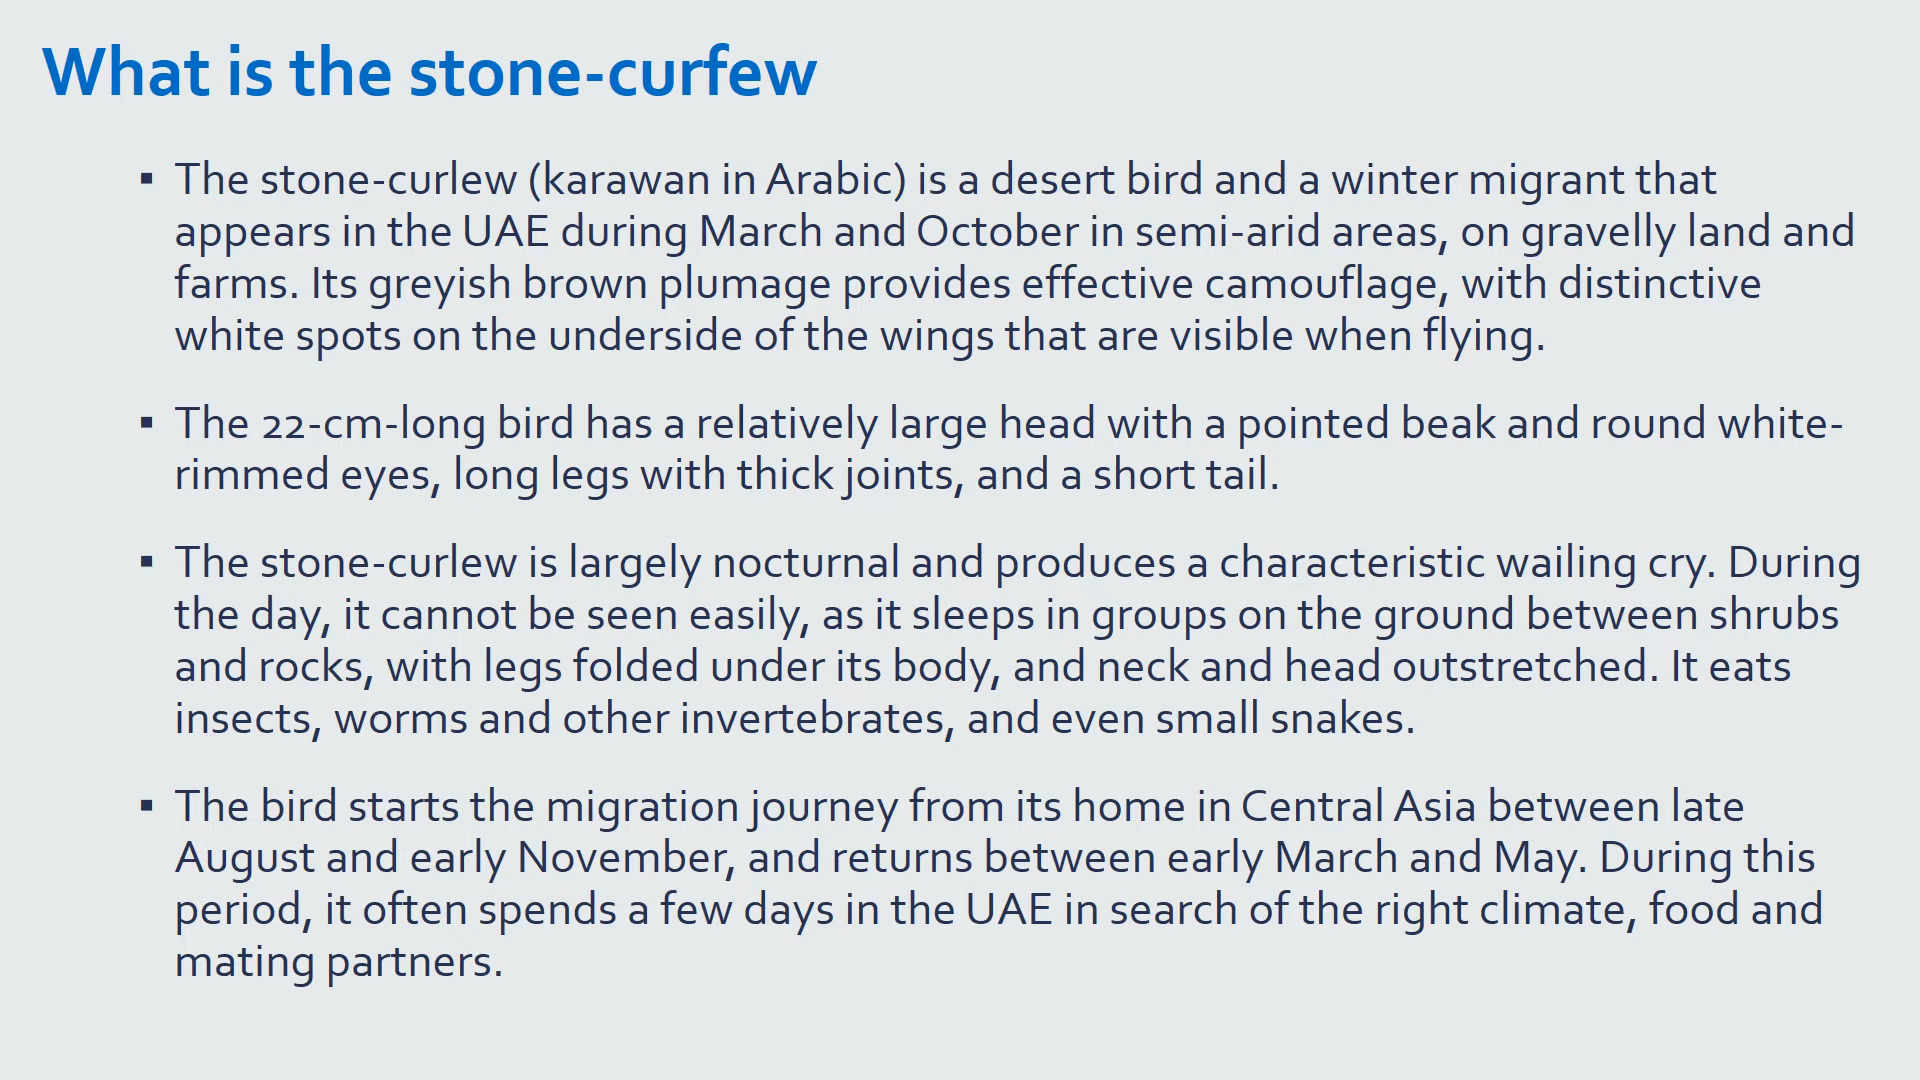 What is the stone-curfew
▪ The stone-curlew (karawan in Arabic) is a desert bird and a winter migrant that
appears in the UAE during March and October in semi-arid areas, on gravelly land and
farms. Its greyish brown plumage provides effective camouflage, with distinctive
white spots on the underside of the wings that are visible when flying.
▪ The 22-cm-long bird has a relatively large head with a pointed beak and round white-
rimmed eyes, long legs with thick joints, and a short tail.
▪ The stone-curlew is largely nocturnal and produces a characteristic wailing cry. During
the day, it cannot be seen easily, as it sleeps in groups on the ground between shrubs
and rocks, with legs folded under its body, and neck and head outstretched. It eats
insects, worms and other invertebrates, and even small snakes.
▪ The bird starts the migration journey from its home in Central Asia between late
August and early November, and returns between early March and May. During this
period, it often spends a few days in the UAE in search of the right climate, food and
mating partners.